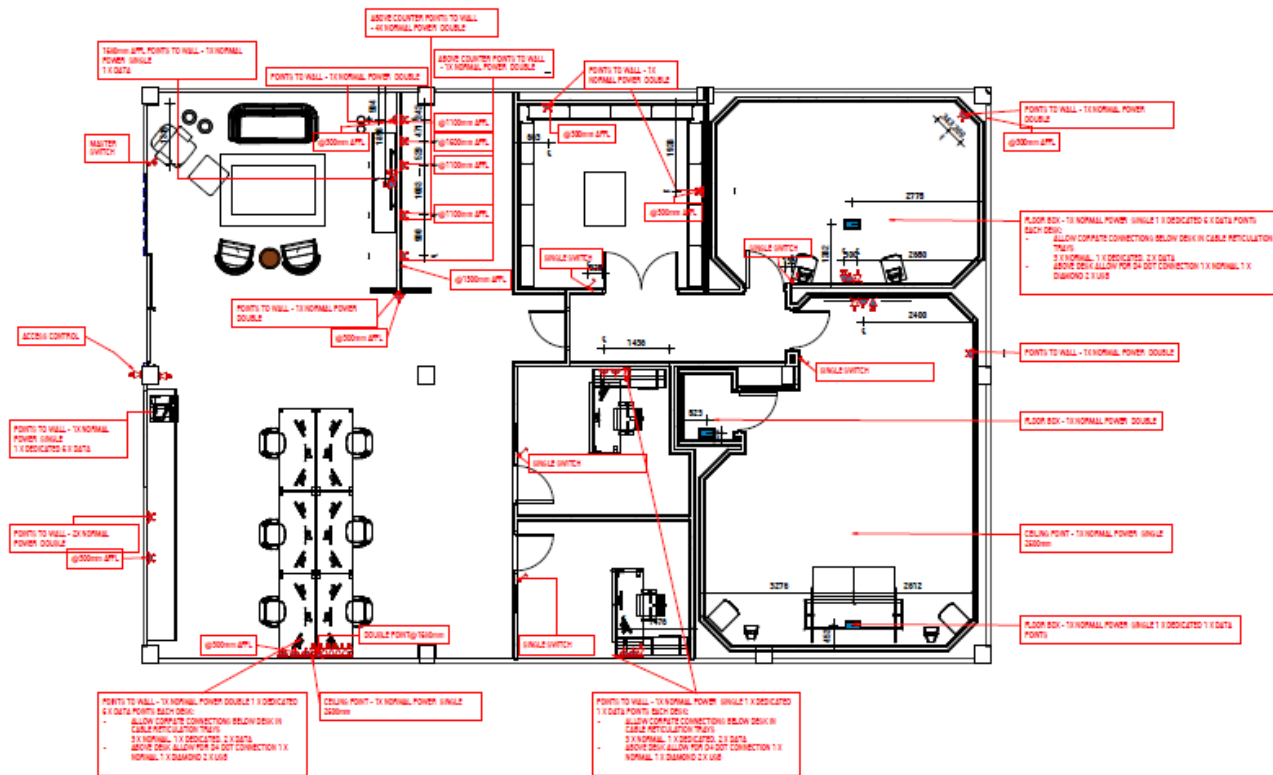 ABOVE COUNTER POINTS TO WALL
- 4X NORMAL POWER DOUBLE
1680mm AFFL POINTS TO WALL - 1X NORMAL
POWER SINGLE
1 X DATA
ABOVE COUNTER POINTS TO WALL
- 1X NORMAL POWER DOUBLE
POINTS TO WALL - 1X NORMAL POWER DOUBLE
POINTS TO WALL - 1X
NORMAL POWER DOUBLE
POINTS TO WALL - 1X NORMAL POWER
DOUBLE
@300mm AFFL
MASTER
SWITCH
@300mm AFFL
@1100mm AFFL
@1600mm AFFL
@1100mm AFFL
@1100mm AFFL
@300mm AFFL
@300mm AFFL
2775
FLOOR BOX - 1X NORMAL POWER SINGLE 1 X DEDICATED 6 X DATA POINTS
EACH DESK:
- ALLOW CORPATE CONNECTIONS BELOW DESK IN CABLE RETICULATION
TRAYS
3 X NORMAL, 1 X DEDICATED, 2 X DATA
- ABOVE DESK ALLOW FOR D4 DOT CONNECTION 1 X NORMAL 1 X
DIAMOND 2 X USB
SINGLE SWITCH
SINGLE SWITCH
@1500mm AFFL
POINTS TO WALL - 1X NORMAL POWER
DOUBLE
@300mm AFFL
2400
ACCESS CONTROL
1436
POINTS TO WALL - 1X NORMAL POWER DOUBLE
SINGLE SWITCH
POINTS TO WALL - 1X NORMAL
POWER SINGLE
1 X DEDICATED 6 X DATA
623
FLOOR BOX - 1X NORMAL POWER DOUBLE
SINGLE SWITCH
POINTS TO WALL - 2X NORMAL
POWER DOUBLE
@300mm AFFL
CEILING POINT - 1X NORMAL POWER SINGLE
2600mm
3276
2612
FLOOR BOX - 1X NORMAL POWER SINGLE 1 X DEDICATED 1 X DATA
POINTS
@300mm AFFL
SINGLE SWITCH
POINTS TO WALL - 1X NORMAL POWER DOUBLE 1 X DEDICATED
6 X DATA POINTS EACH DESK:
- ALLOW CORPATE CONNECTIONS BELOW DESK IN
CABLE RETICULATION TRAYS
3 X NORMAL, 1 X DEDICATED, 2 X DATA
- ABOVE DESK ALLOW FOR D4 DOT CONNECTION 1 X
NORMAL 1 X DIAMOND 2 X USB
CEILING POINT - 1X NORMAL POWER SINGLE
2600mm
POINTS TO WALL - 1X NORMAL POWER SINGLE 1 X DEDICATED
1 X DATA POINTS EACH DESK:
- ALLOW CORPATE CONNECTIONS BELOW DESK IN
CABLE RETICULATION TRAYS
3 X NORMAL, 1 X DEDICATED, 2 X DATA
- ABOVE DESK ALLOW FOR D4 DOT CONNECTION 1 X
NORMAL 1 X DIAMOND 2 X USB